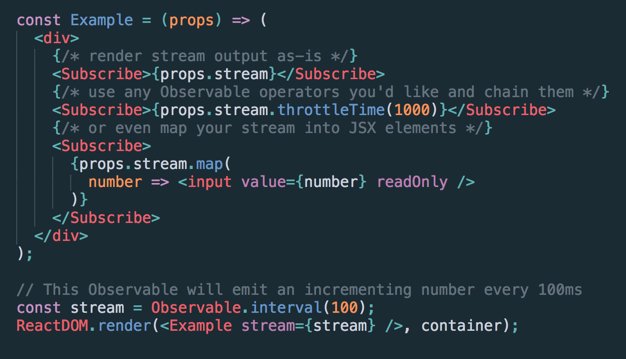 const Example = (props) => (
  <div>
    {/* render stream output as-is */}
    <Subscribe>{props.stream}</Subscribe>
    {/* use any Observable operators you'd like and chain them */}
    <Subscribe>{props.stream.throttleTime(1000)}</Subscribe>
    {/* or even map your stream into JSX elements */}
    <Subscribe>
      {props.stream.map(
        number => <input value={number} readOnly />
      )}
    </Subscribe>
  </div>
);

// This Observable will emit an incrementing number every 100ms
const stream = Observable.interval(100);
ReactDOM.render(<Example stream={stream} />, container);